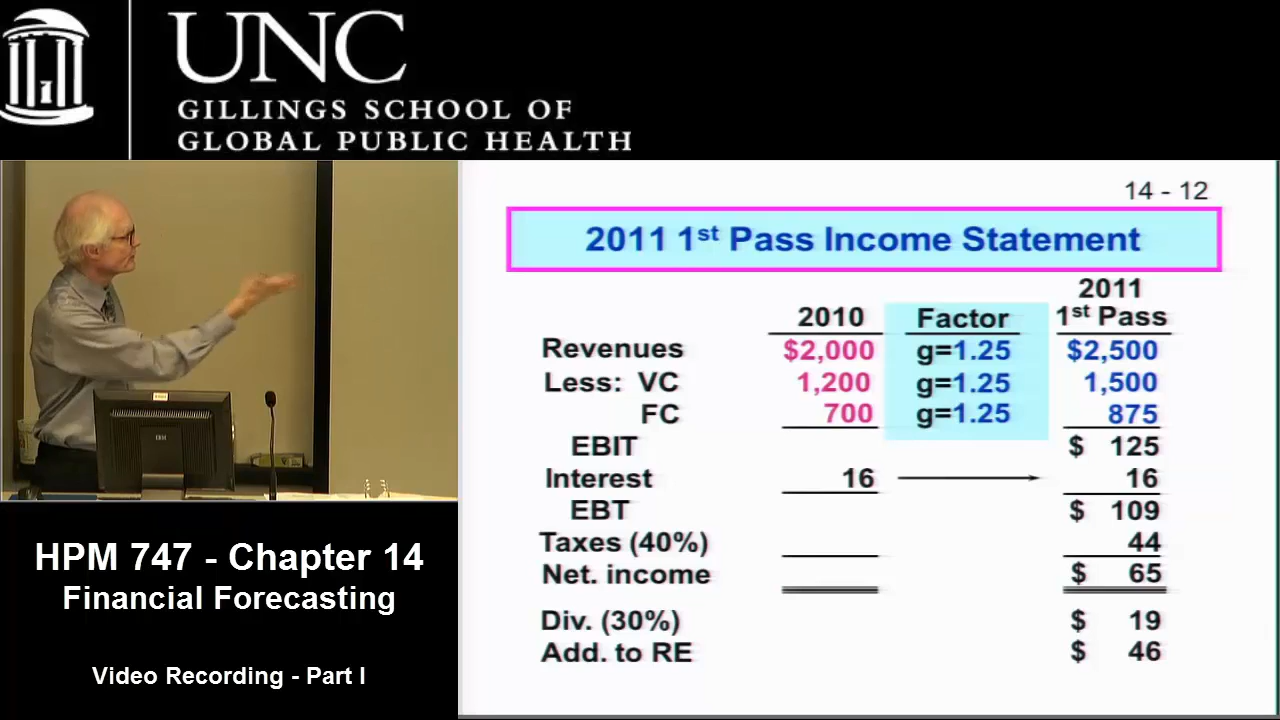 UNC
GILLINGS SCHOOL OF
GLOBAL PUBLIC HEALTH
14 - 12
2011 1st Pass Income Statement
2010 Factor 2011 1st Pass
Revenues $2,000 g=1.25 $2,500
Less: VC 1,200 g=1.25 1,500
FC 700 g=1.25 875
EBIT $ 125
Interest 16 16
EBT $ 109
Taxes (40%) 44
Net. income $ 65
Div. (30%) $ 19
Add. to RE $ 46
IBM
HPM 747 - Chapter 14
Financial Forecasting
Video Recording - Part I